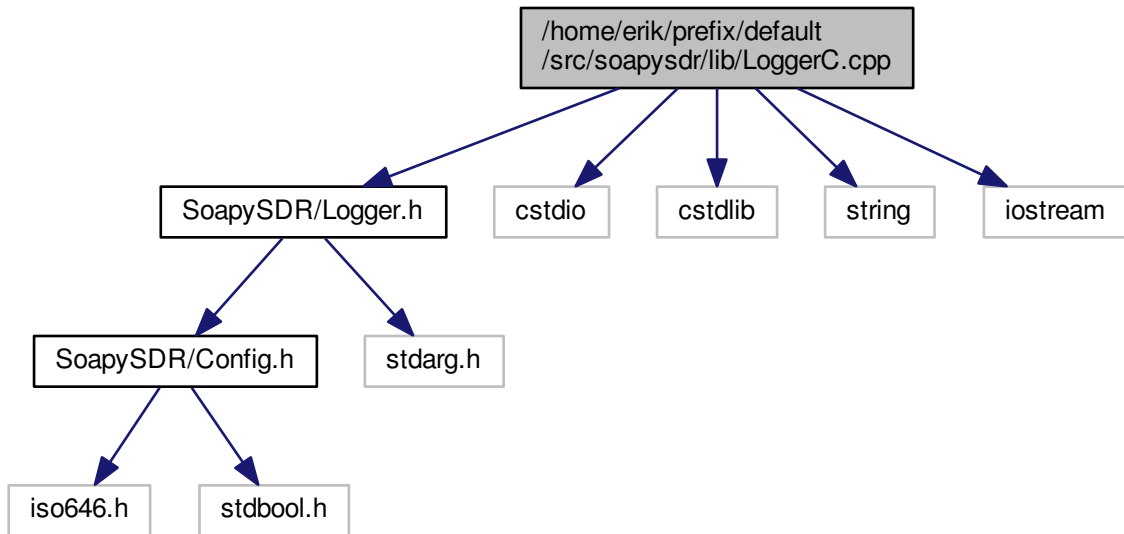 /home/erik/prefix/default
/src/soapysdr/lib/LoggerC.cpp
SoapySDR/Logger.h
cstdio
cstdlib
string
iostream
SoapySDR/Config.h
stdarg.h
iso646.h
stdbool.h